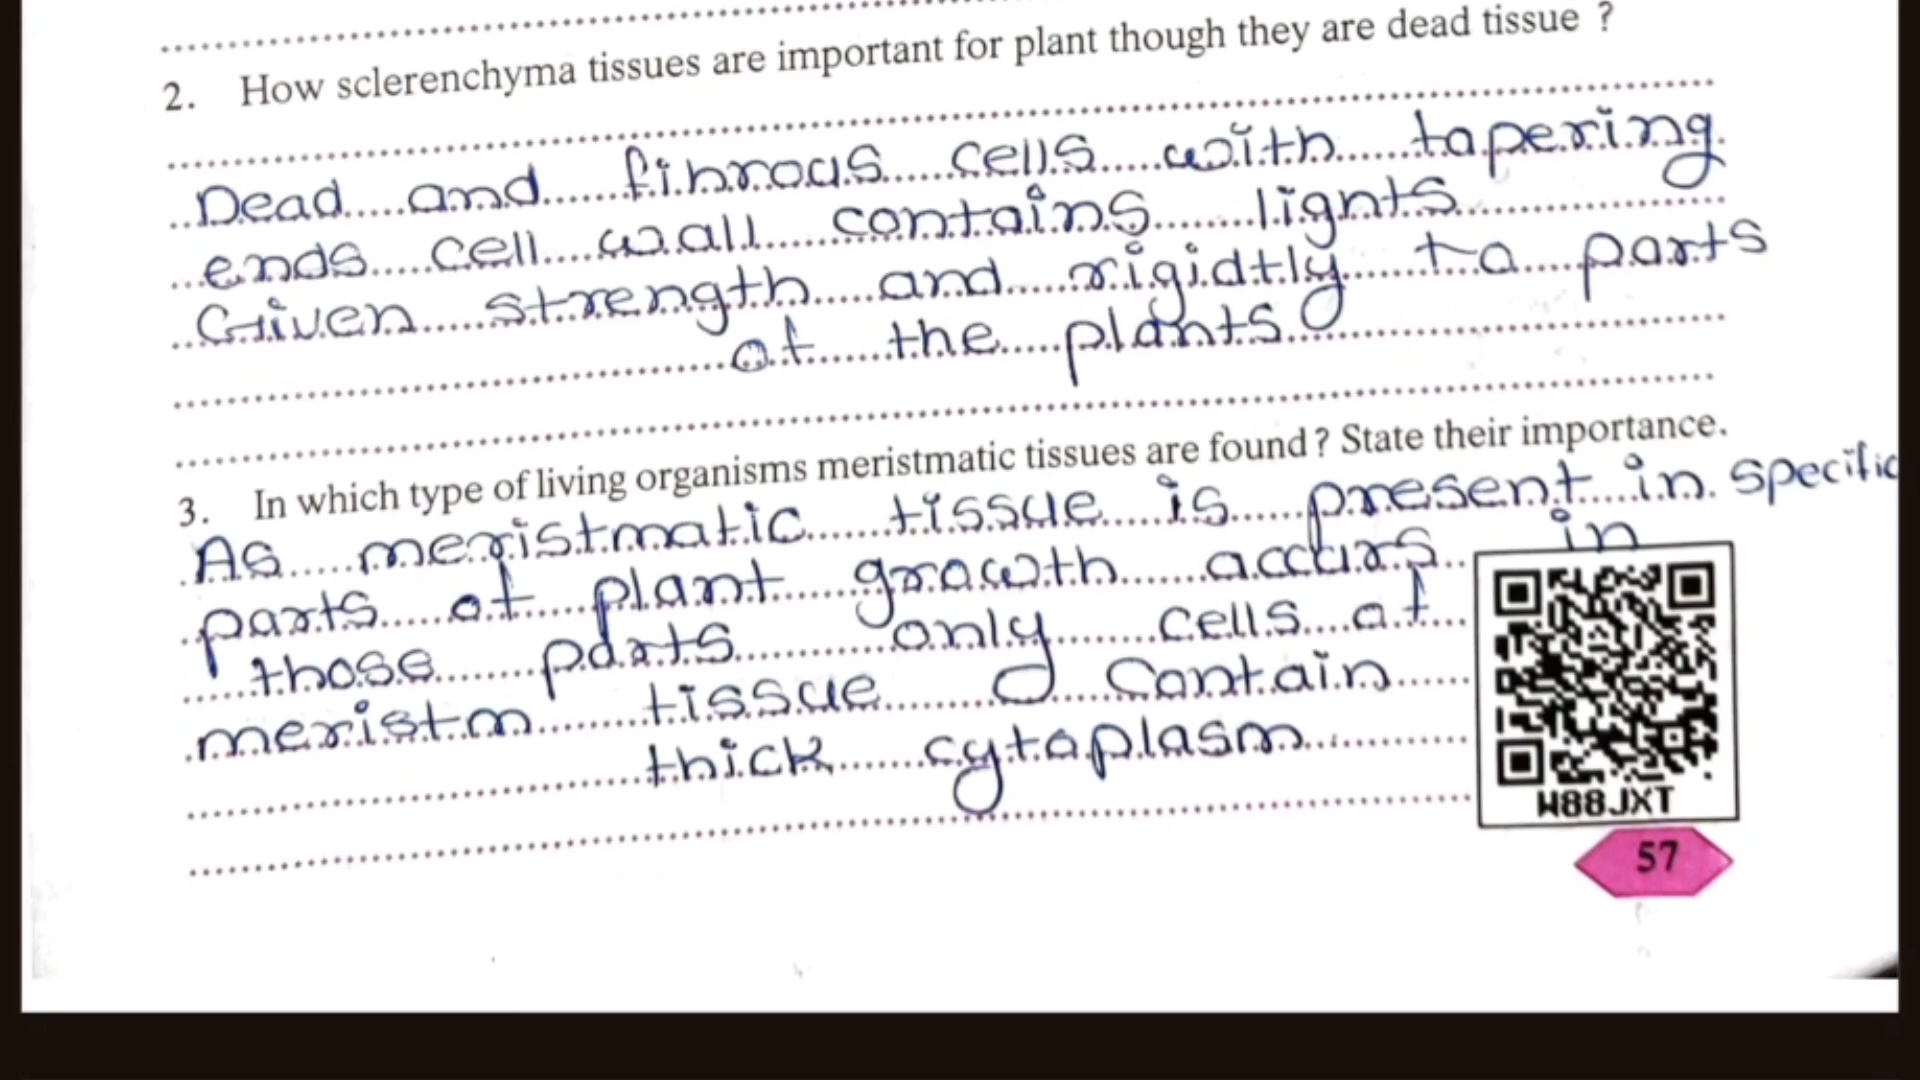 2. How sclerenchyma tissues are important for plant though they are dead tissue ?
Dead and fibrous cells with tapering
ends cell wall contains lignts
Given strength and rigidtly to parts
of the plants
3. In which type of living organisms meristmatic tissues are found ? State their importance.
As meristmatic tissue is present in specific
parts of plant growth accurs in
those parts only cells of
meristm tissue contain
thick cytoplasm
W88JXT
57